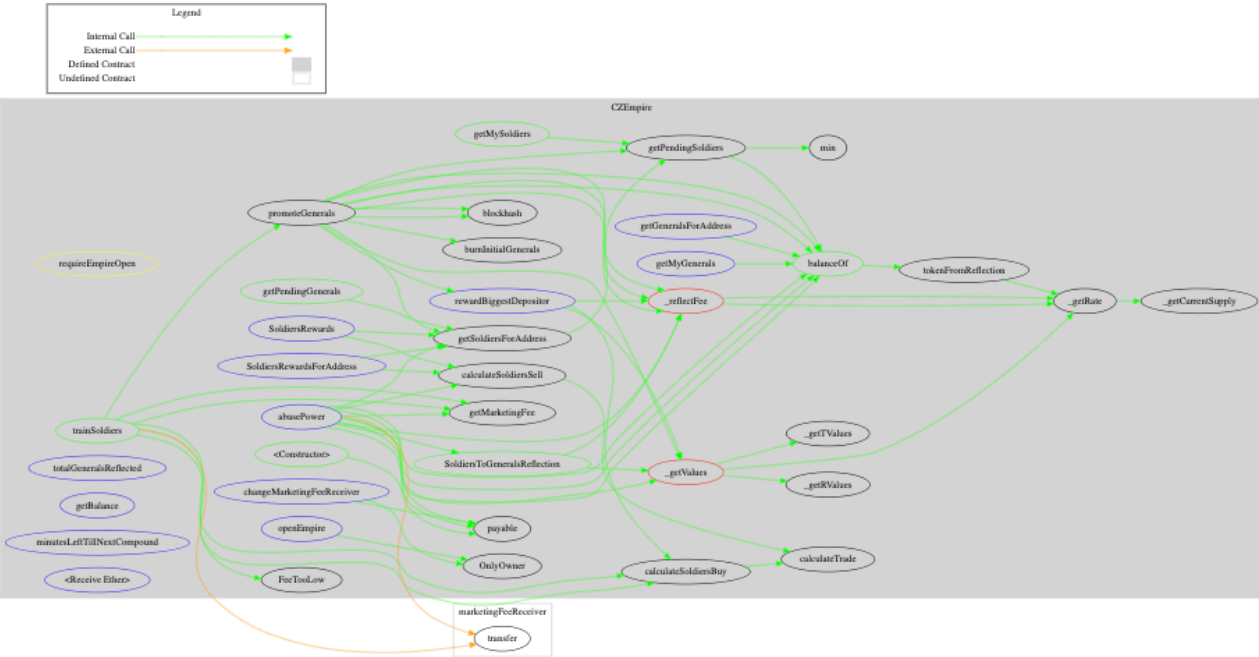 Legend
Internal Call
External Call
Defined Contract
Undefined Contract
CZEmpire
getMySoldiers
getPendingSoldiers
min
promoteGenerals
blockhash
getGeneralsForAddress
burnInitialGenerals
requireEmpireOpen
getMyGenerals
balanceOf
tokenFromReflection
getPendingGenerals
rewardBiggestDepositor
_reflectFee
_getRate
_getCurrentSupply
SoldiersRewards
getSoldiersForAddress
SoldiersRewardsForAddress
calculateSoldiersSell
abusePower
getMarketingFee
trainSoldiers
_getTValues
<Constructor>
SoldiersToGeneralsReflection
totalGeneralsReflected
_getValues
_getRValues
changeMarketingFeeReceiver
getBalance
openEmpire
payable
minutesLeftTillNextCompound
OnlyOwner
calculateTrade
<Receive Ether>
FeeTooLow
calculateSoldiersBuy
marketingFeeReceiver
transfer